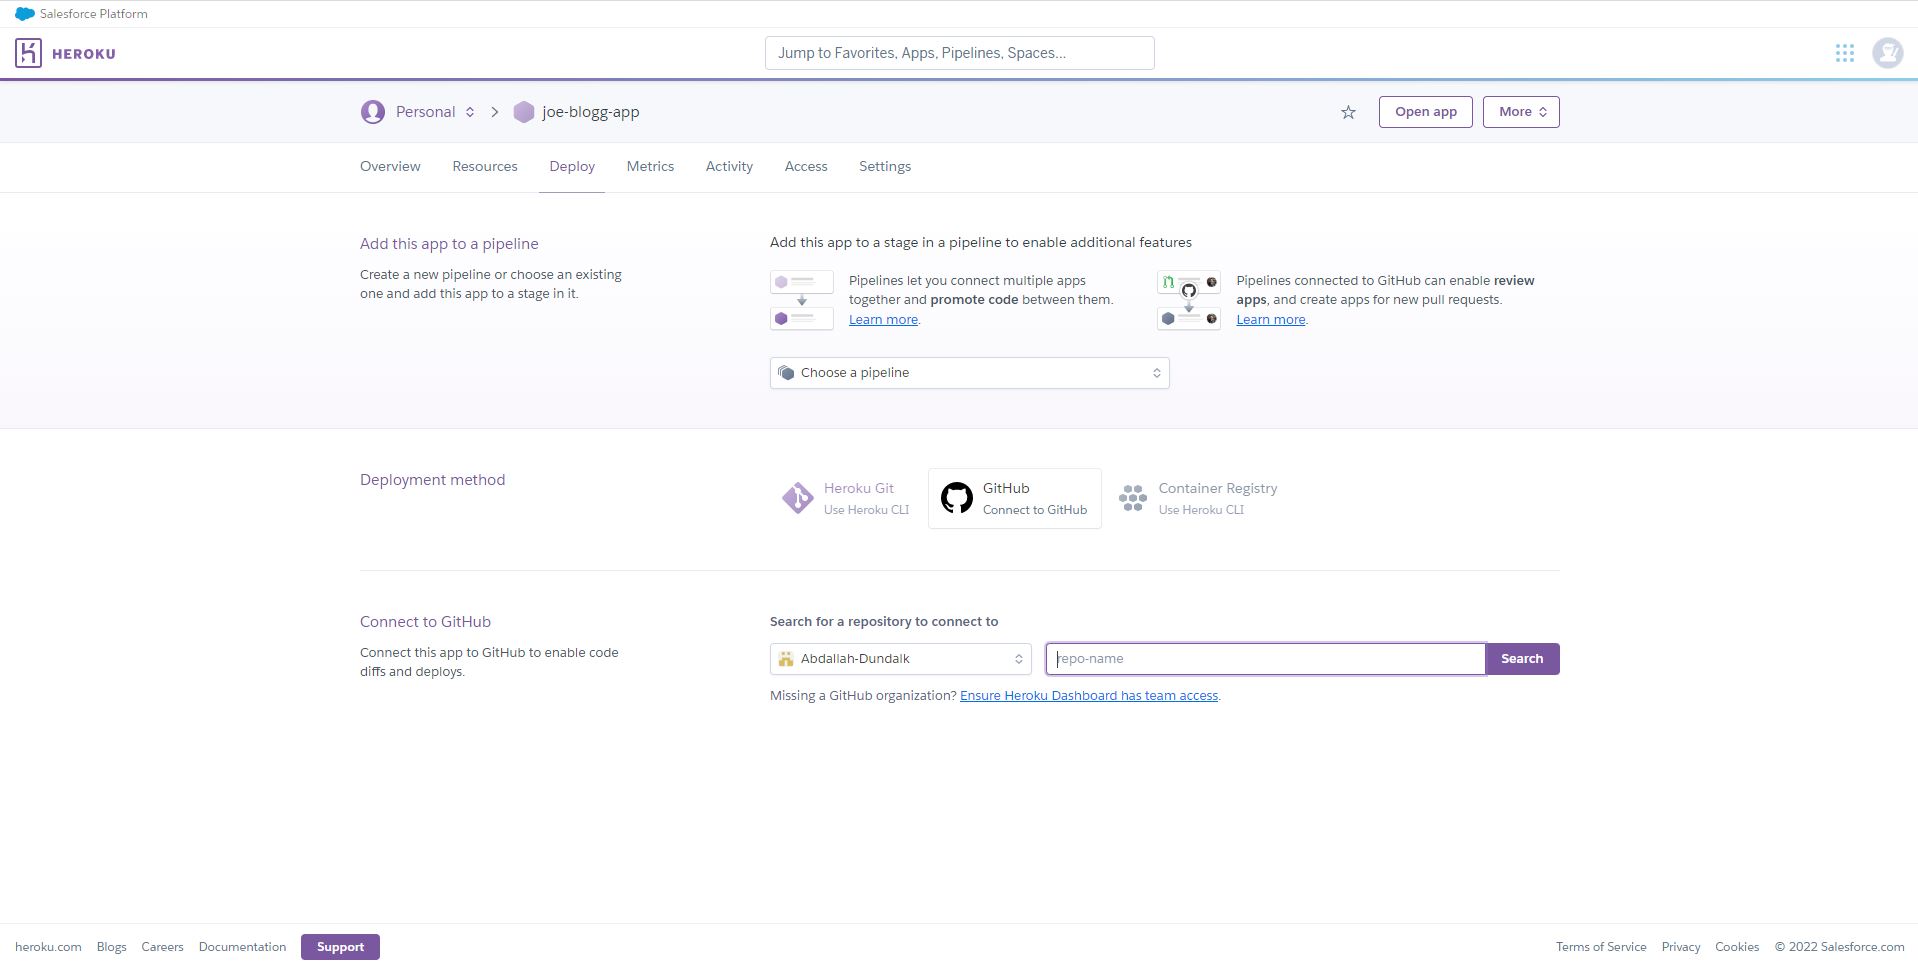 Salesforce Platform
HEROKU
Jump to Favorites, Apps, Pipelines, Spaces...
Personal
joe-blogg-app
Open app
More
Overview
Resources
Deploy
Metrics
Activity
Access
Settings
Add this app to a pipeline
Create a new pipeline or choose an existing
one and add this app to a stage in it.
Add this app to a stage in a pipeline to enable additional features
Pipelines let you connect multiple apps
together and promote code between them.
Learn more.
Pipelines connected to GitHub can enable review
apps, and create apps for new pull requests.
Learn more.
Choose a pipeline
Deployment method
Heroku Git
Use Heroku CLI
GitHub
Connect to GitHub
Container Registry
Use Heroku CLI
Connect to GitHub
Connect this app to GitHub to enable code
diffs and deploys.
Search for a repository to connect to
Abdallah-Dundalk
repo-name
Search
Missing a GitHub organization? Ensure Heroku Dashboard has team access.
heroku.com
Blogs
Careers
Documentation
Support
Terms of Service
Privacy
Cookies
© 2022 Salesforce.com